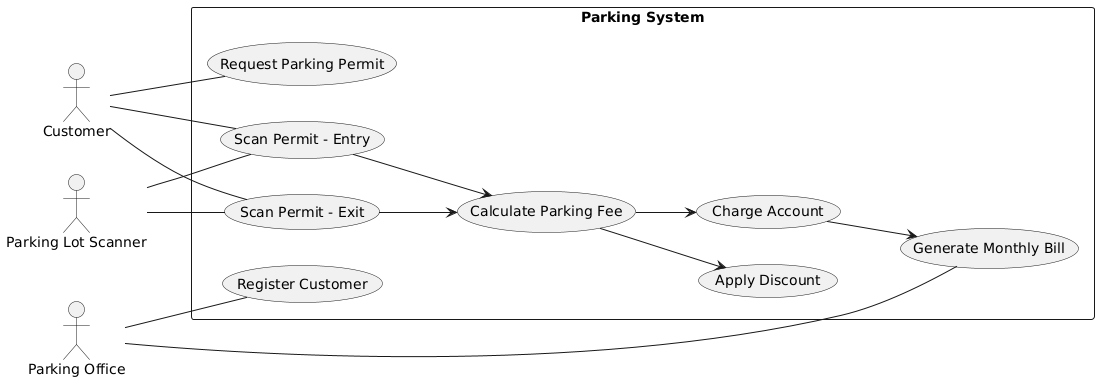 Parking System
Request Parking Permit
Customer
Scan Permit - Entry
Parking Lot Scanner
Scan Permit - Exit
Calculate Parking Fee
Charge Account
Generate Monthly Bill
Register Customer
Apply Discount
Parking Office